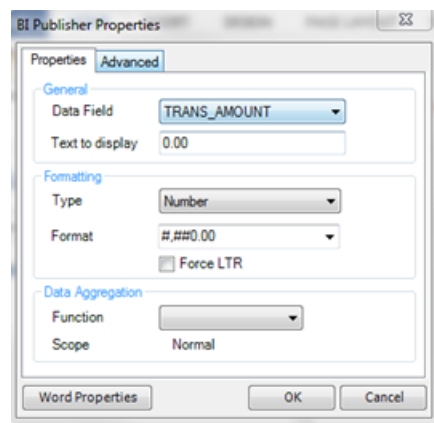 BI Publisher Properties
Properties Advanced
General
Data Field TRANS_AMOUNT
Text to display 0.00
Formatting
Type Number
Format #,##0.00
Force LTR
Data Aggregation
Function
Scope Normal
Word Properties OK Cancel